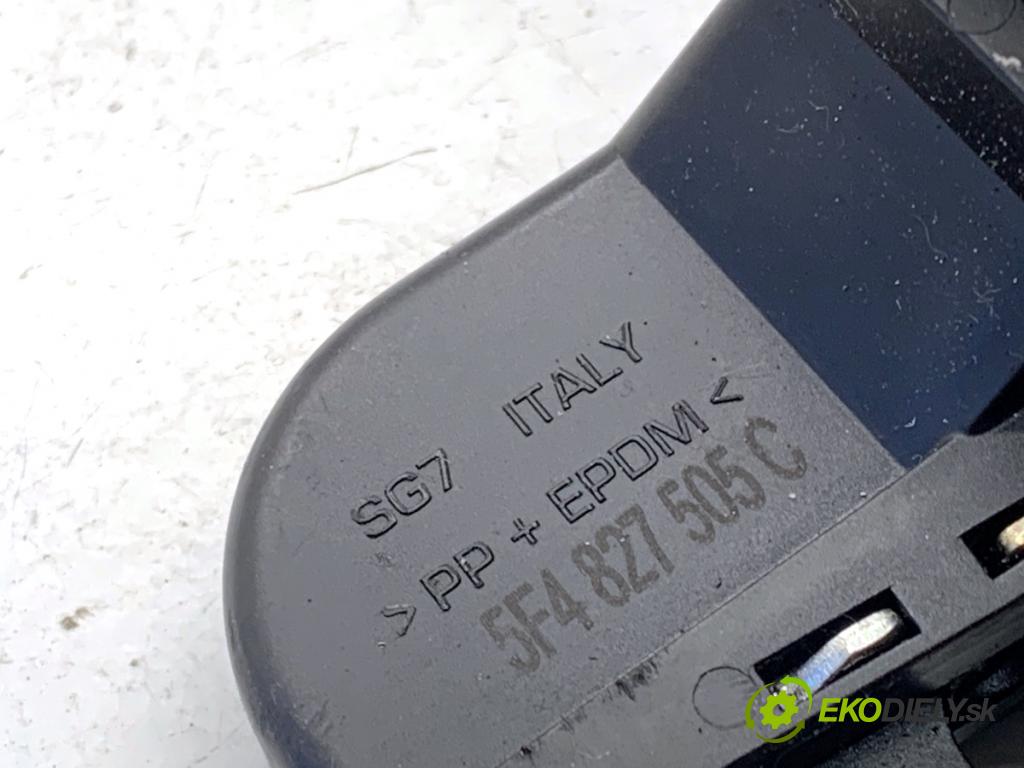 SG7 ITALY
>PP + EPDM<
5F4 827 505 C
EKODIELY.sk